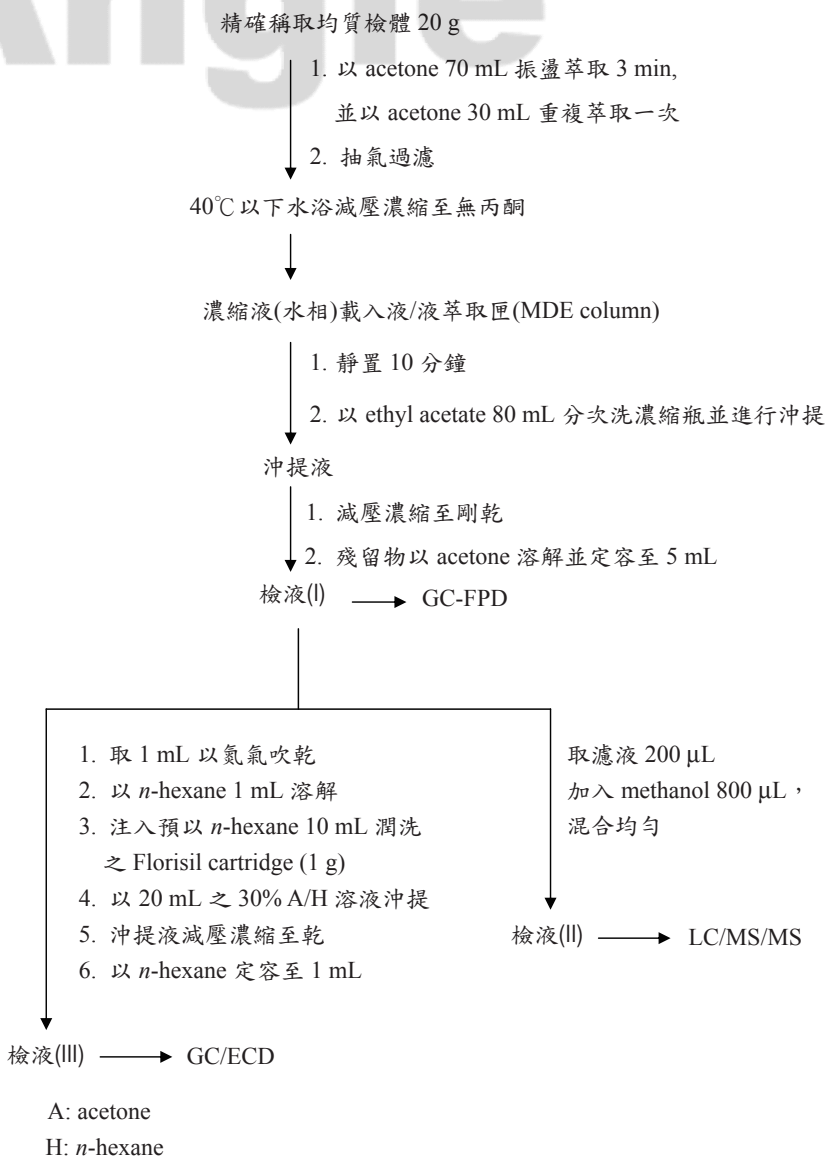 Angle
精確稱取均質檢體 20 g
1. 以 acetone 70 mL 振盪萃取 3 min,
並以 acetone 30 mL 重複萃取一次
2. 抽氣過濾
40℃以下水浴減壓濃縮至無丙酮
濃縮液(水相)載入液/液萃取匣(MDE column)
1. 靜置 10 分鐘
2. 以 ethyl acetate 80 mL 分次洗濃縮瓶並進行沖提
沖提液
1. 減壓濃縮至剛乾
2. 殘留物以 acetone 溶解並定容至 5 mL
檢液(I) GC-FPD
1. 取 1 mL 以氮氣吹乾
2. 以 n-hexane 1 mL 溶解
3. 注入預以 n-hexane 10 mL 潤洗
之 Florisil cartridge (1 g)
4. 以 20 mL 之 30% A/H 溶液沖提
5. 沖提液減壓濃縮至乾
6. 以 n-hexane 定容至 1 mL
取濾液 200 μL
加入 methanol 800 μL，
混合均勻
檢液(II) LC/MS/MS
檢液(III) GC/ECD
A: acetone
H: n-hexane